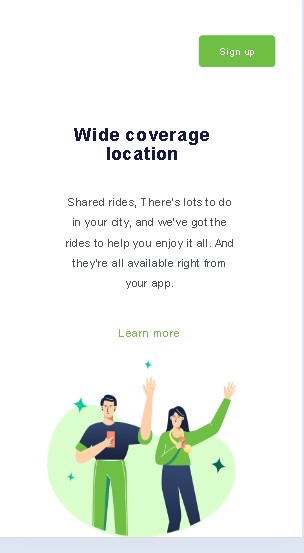 Sign up
Wide coverage
location
Shared rides, There's lots to do
in your city, and we've got the
rides to help you enjoy it all. And
they're all available right from
your app.
Learn more